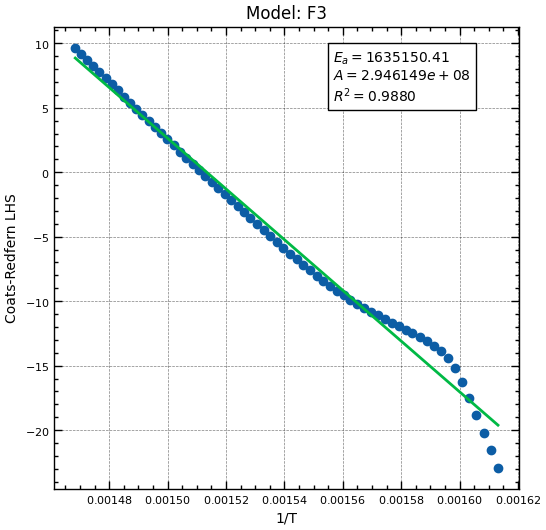 Model: F3
10
5
0
−5
−10
−15
−20
Coats-Redfern LHS
E_a = 1635150.41
A = 2.946149e + 08
R^2 = 0.9880
0.00148
0.00150
0.00152
0.00154
0.00156
0.00158
0.00160
0.00162
1/T